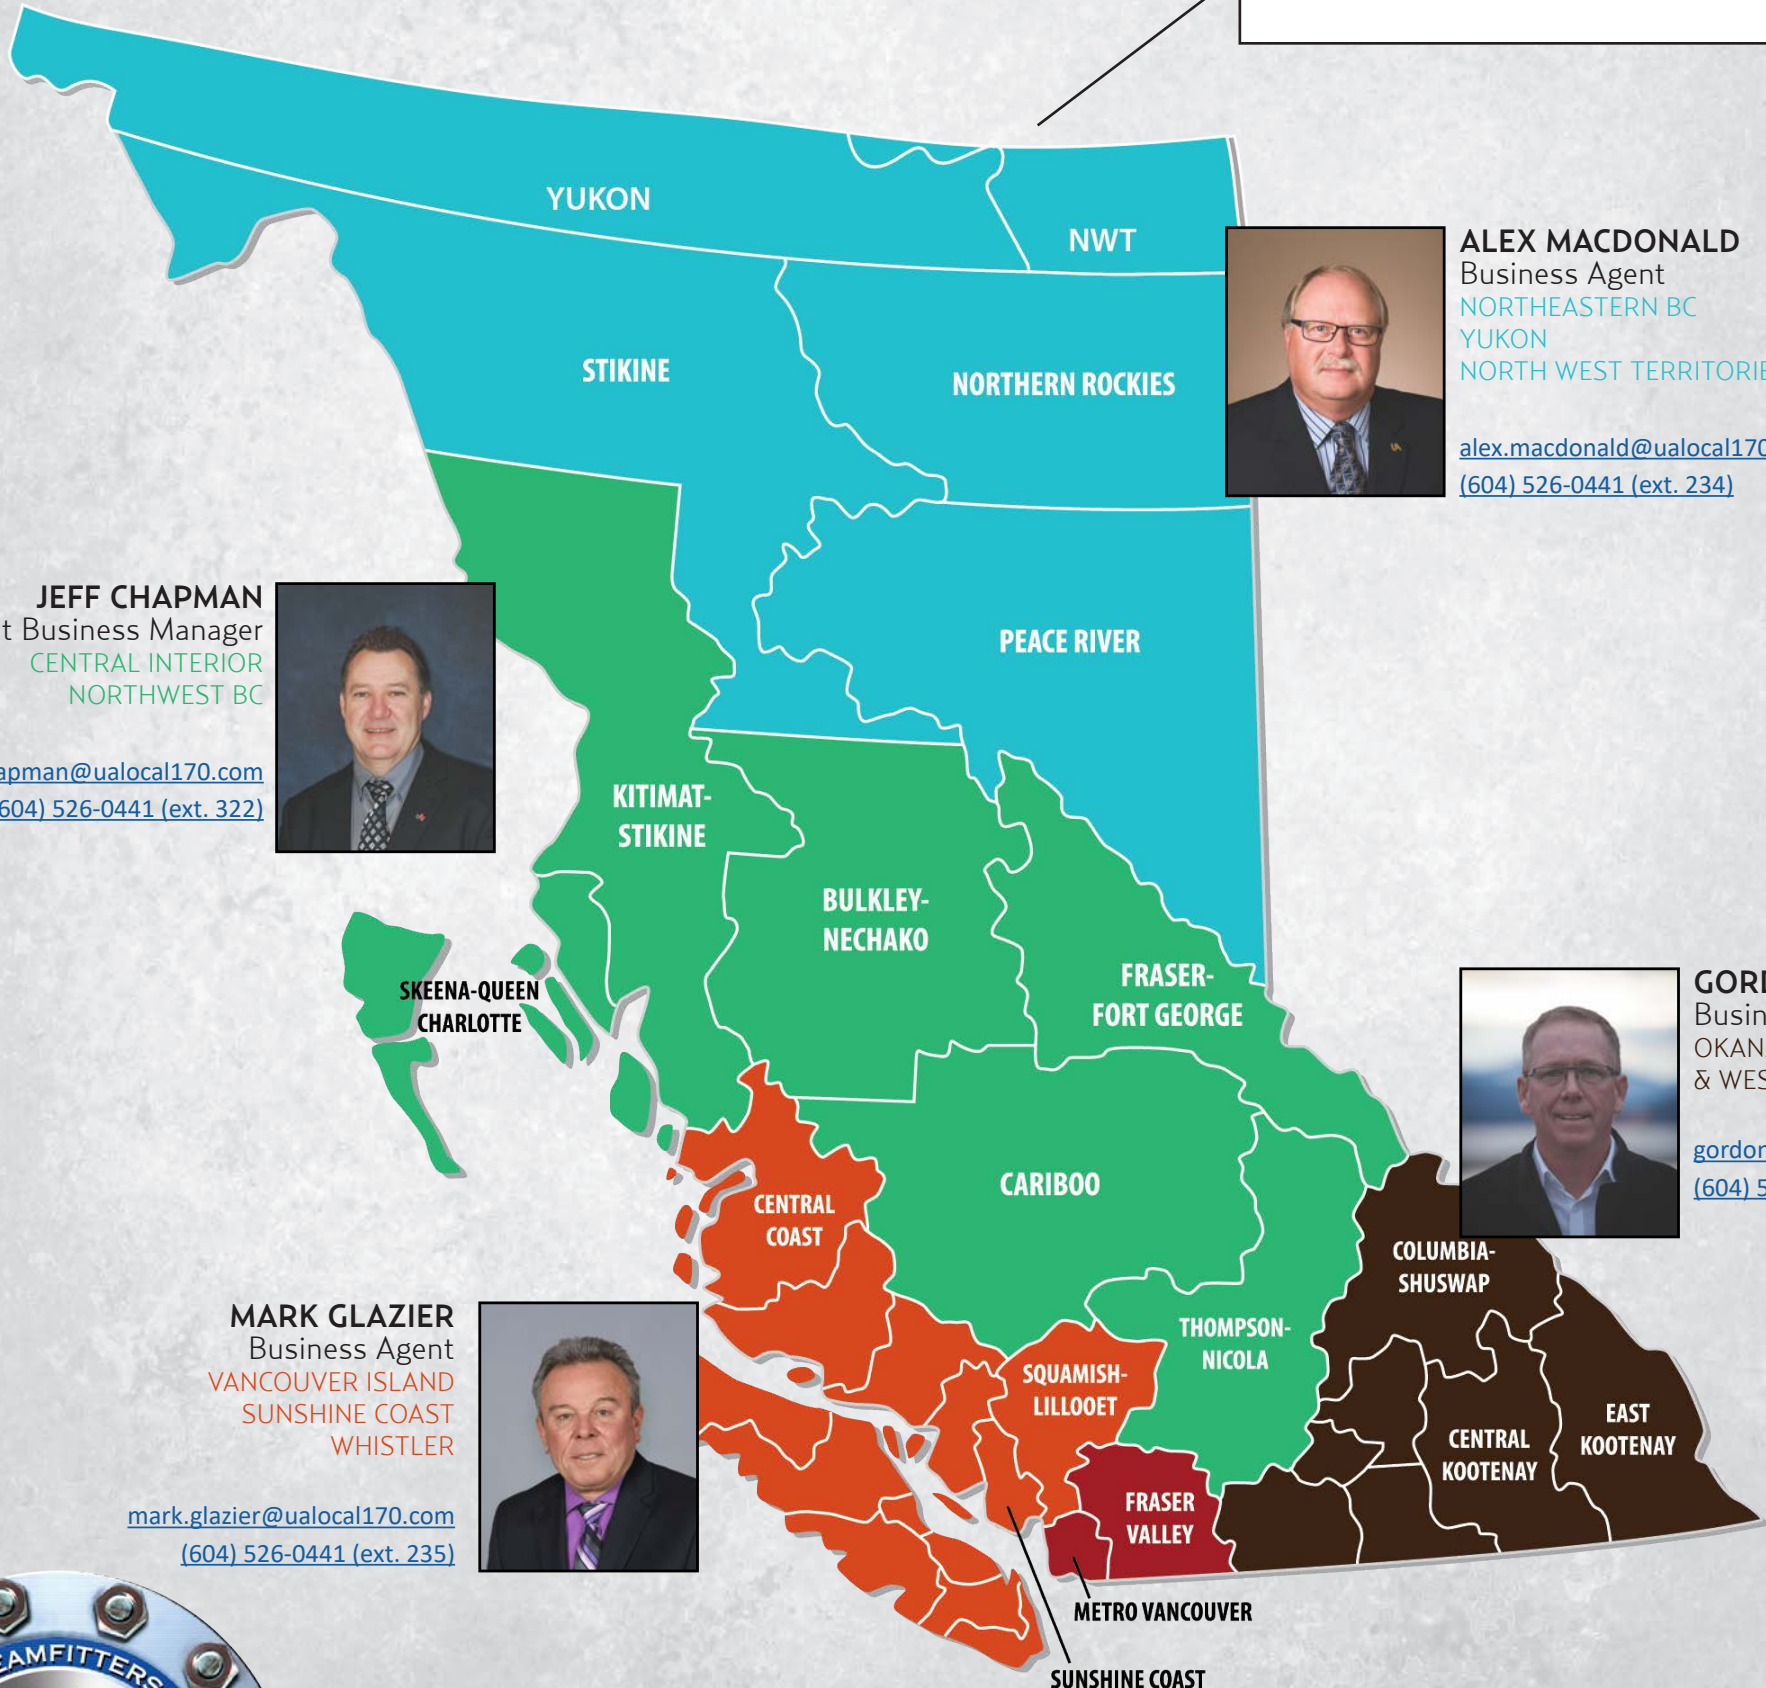 YUKON
NWT
ALEX MACDONALD
Business Agent
NORTHEASTERN BC
YUKON
NORTH WEST TERRITORIE
alex.macdonald@ualocal170
(604) 526-0441 (ext. 234)
STIKINE
NORTHERN ROCKIES
JEFF CHAPMAN
t Business Manager
CENTRAL INTERIOR
NORTHWEST BC
apman@ualocal170.com
604) 526-0441 (ext. 322)
PEACE RIVER
KITIMAT-
STIKINE
BULKLEY-
NECHAKO
SKEENA-QUEEN
CHARLOTTE
FRASER-
FORT GEORGE
GORD
Busin
OKAN
& WES
gordon
(604) 5
CENTRAL
COAST
CARIBOO
COLUMBIA-
SHUSWAP
MARK GLAZIER
Business Agent
VANCOUVER ISLAND
SUNSHINE COAST
WHISTLER
mark.glazier@ualocal170.com
(604) 526-0441 (ext. 235)
THOMPSON-
NICOLA
SQUAMISH-
LILLOOET
EAST
KOOTENAY
CENTRAL
KOOTENAY
FRASER
VALLEY
METRO VANCOUVER
SUNSHINE COAST
EAMFITTERS